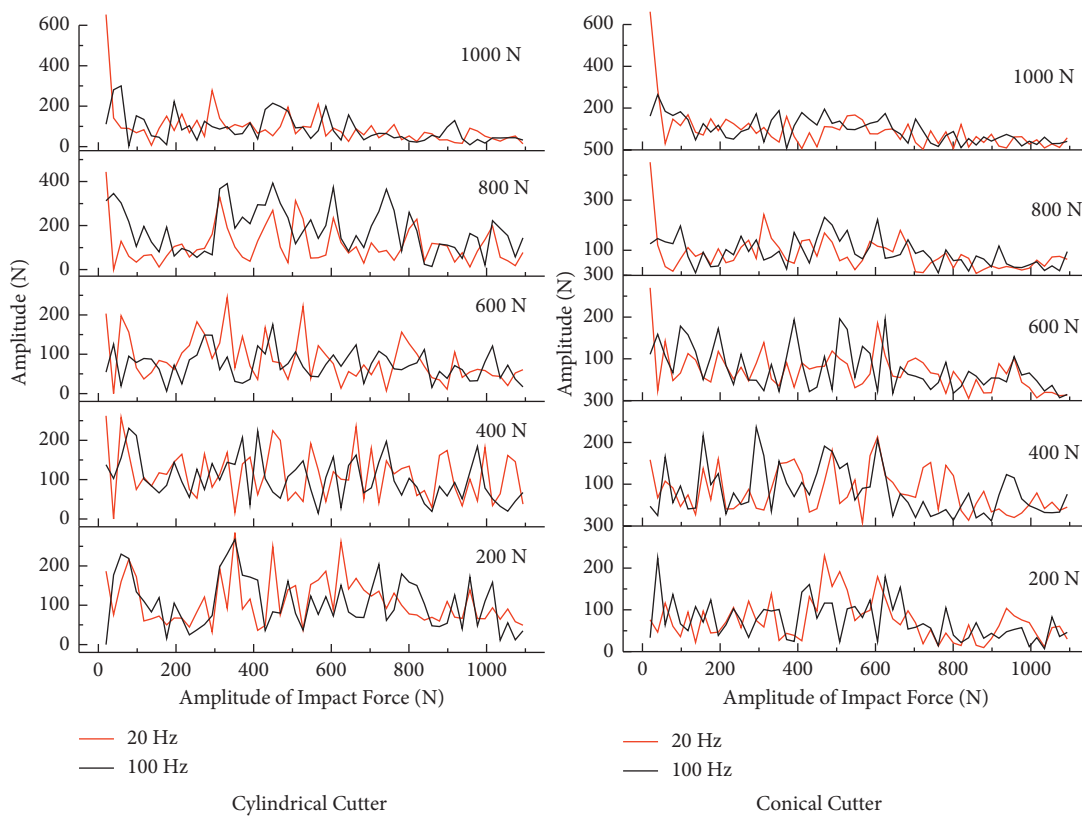 600
400
200
0
1000 N
400
200
0
800 N
200
100
0
600 N
200
100
0
400 N
200
100
0
200 N
Amplitude (N)
0 200 400 600 800 1000
Amplitude of Impact Force (N)
20 Hz
100 Hz
Cylindrical Cutter
600
400
200
500
1000 N
300
100
300
800 N
200
100
300
600 N
200
100
300
400 N
200
100
0
200 N
Amplitude (N)
0 200 400 600 800 1000
Amplitude of Impact Force (N)
20 Hz
100 Hz
Conical Cutter